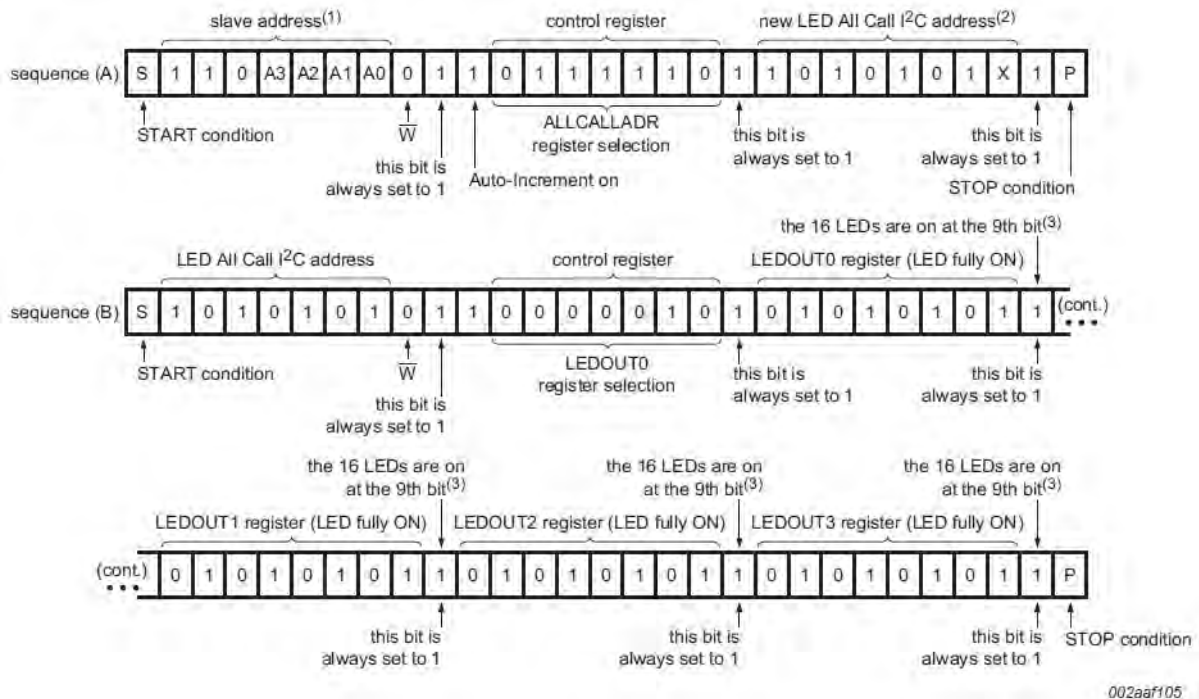 slave address(1)
control register
new LED All Call I²C address(2)
sequence (A) S 1 1 0 A3 A2 A1 A0 0 1 1 0 1 1 1 1 1 0 1 1 0 1 0 1 0 1 X 1 P
START condition
W
this bit is
always set to 1
Auto-Increment on
ALLCALLADR
register selection
this bit is
always set to 1
this bit is
always set to 1
STOP condition
the 16 LEDs are on at the 9th bit(3)
LED All Call I²C address
control register
LEDOUT0 register (LED fully ON)
sequence (B) S 1 0 1 0 1 0 1 0 1 1 0 0 0 0 0 1 0 1 0 1 0 1 0 1 0 1 1 (cont.)
START condition
W
this bit is
always set to 1
LEDOUT0
register selection
this bit is
always set to 1
this bit is
always set to 1
the 16 LEDs are on
at the 9th bit(3)
the 16 LEDs are on
at the 9th bit(3)
the 16 LEDs are on
at the 9th bit(3)
LEDOUT1 register (LED fully ON)
LEDOUT2 register (LED fully ON)
LEDOUT3 register (LED fully ON)
(cont.) 0 1 0 1 0 1 0 1 1 0 1 0 1 0 1 0 1 1 0 1 0 1 0 1 0 1 1 P
this bit is
always set to 1
this bit is
always set to 1
this bit is
always set to 1
STOP condition
002aaf105